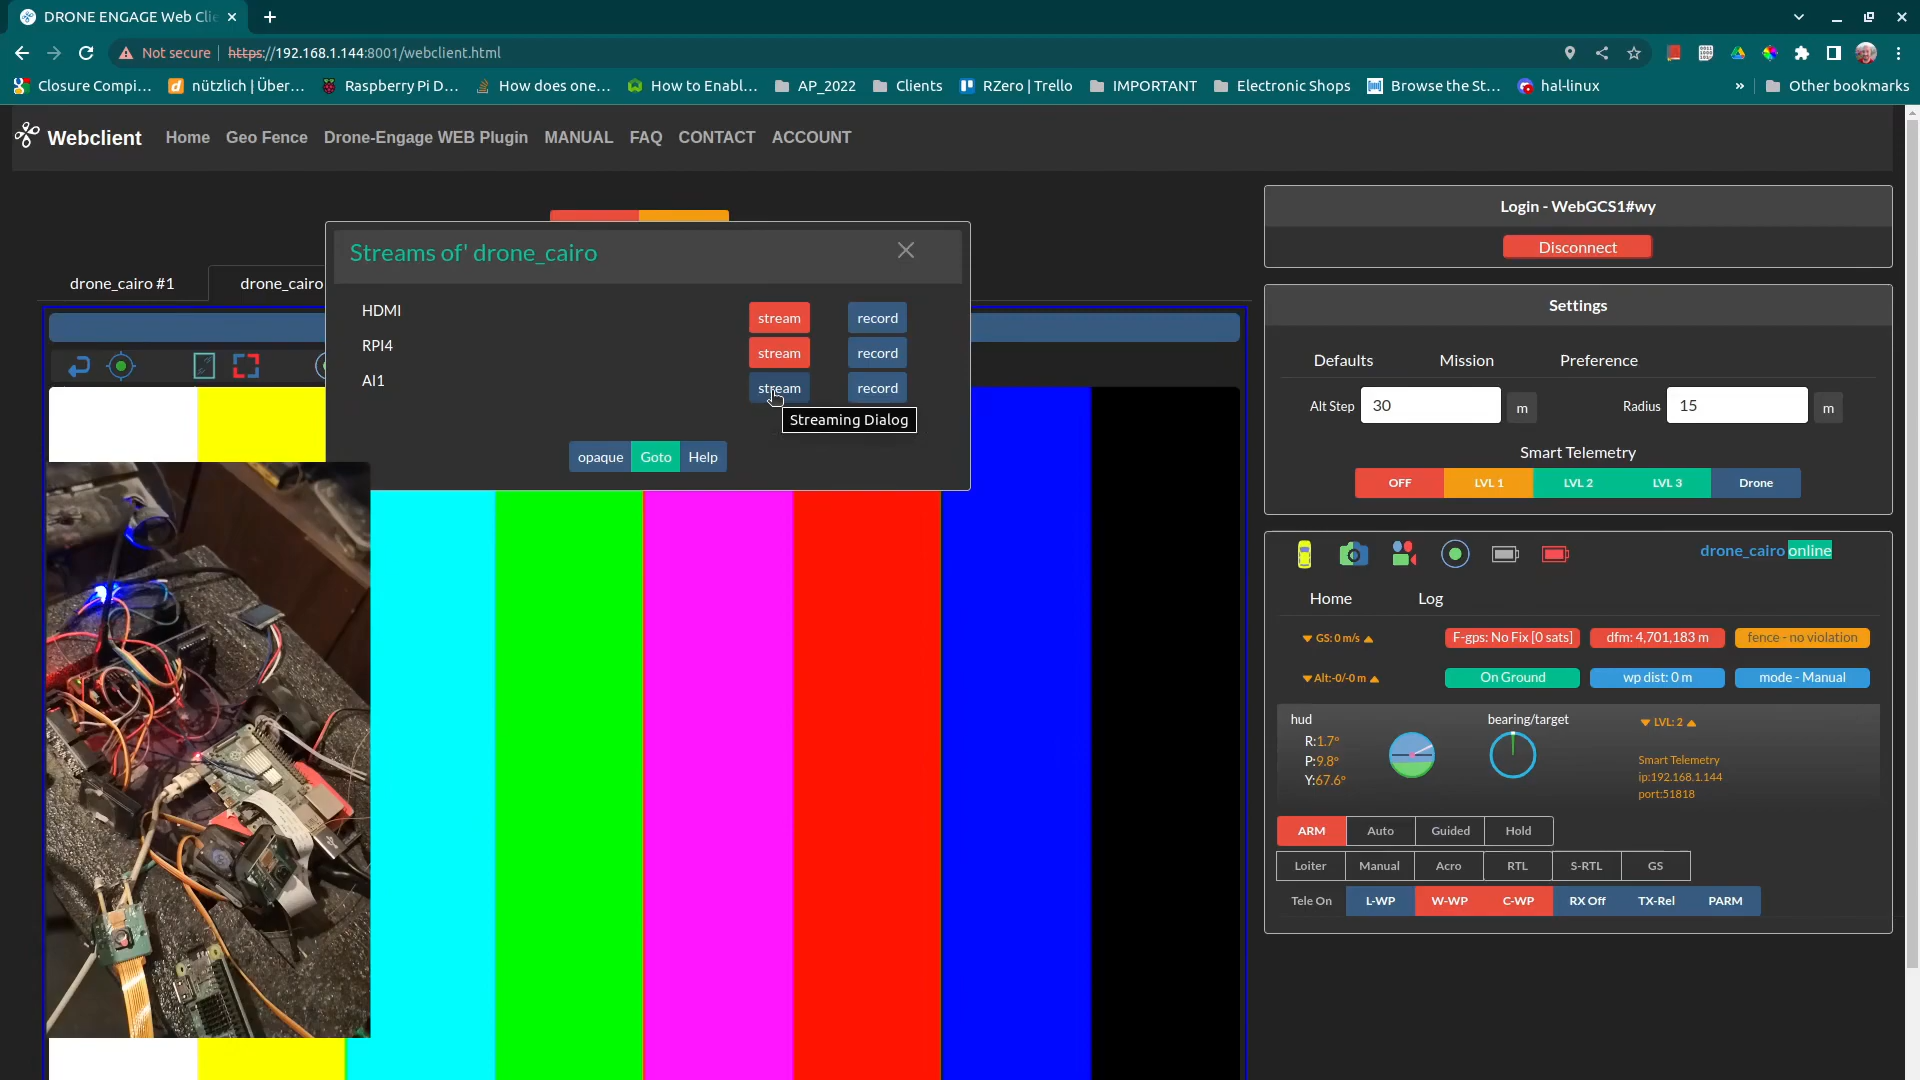 DRONE ENGAGE Web Clie
Not secure
https://192.168.1.144:8001/webclient.html
Closure Compi…
nützlich | Über…
Raspberry Pi D…
How does one…
How to Enabl…
AP_2022
Clients
RZero | Trello
IMPORTANT
Electronic Shops
Browse the St…
hal-linux
»
Other bookmarks
Webclient
Home
Geo Fence
Drone-Engage WEB Plugin
MANUAL
FAQ
CONTACT
ACCOUNT
drone_cairo #1
drone_cairo
Streams of' drone_cairo
HDMI
stream
record
RPI4
stream
record
AI1
stream
record
Streaming Dialog
opaque
Goto
Help
Login - WebGCS1#wy
Disconnect
Settings
Defaults
Mission
Preference
Alt Step
30
m
Radius
15
m
Smart Telemetry
OFF
LVL 1
LVL 2
LVL 3
Drone
drone_cairo online
Home
Log
GS: 0 m/s
F-gps: No Fix [0 sats]
dfm: 4,701,183 m
fence - no violation
Alt:-0/-0 m
On Ground
wp dist: 0 m
mode - Manual
hud
R:1.7°
P:9.8°
Y:67.6°
bearing/target
LVL: 2
Smart Telemetry
ip:192.168.1.144
port:51818
ARM
Auto
Guided
Hold
Loiter
Manual
Acro
RTL
S-RTL
GS
Tele On
L-WP
W-WP
C-WP
RX Off
TX-Rel
PARM